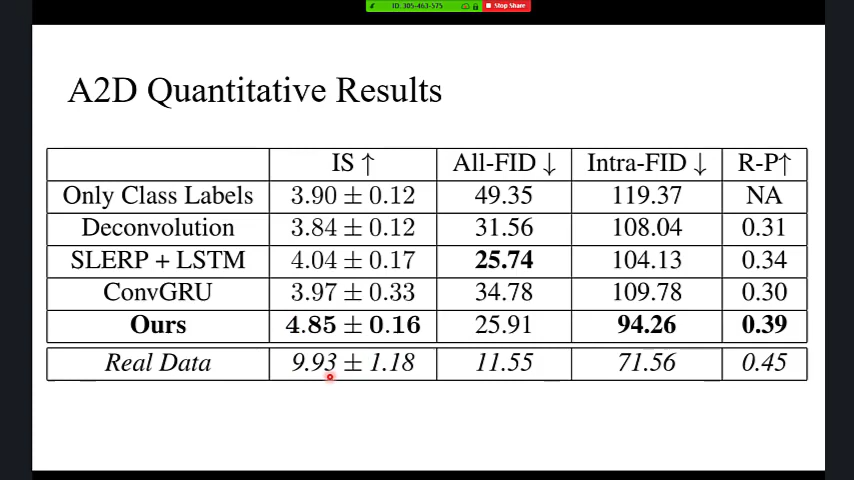 ID: 305-463-575 Stop Share
A2D Quantitative Results
IS ↑ All-FID ↓ Intra-FID ↓ R-P↑
Only Class Labels 3.90 ± 0.12 49.35 119.37 NA
Deconvolution 3.84 ± 0.12 31.56 108.04 0.31
SLERP + LSTM 4.04 ± 0.17 25.74 104.13 0.34
ConvGRU 3.97 ± 0.33 34.78 109.78 0.30
Ours 4.85 ± 0.16 25.91 94.26 0.39
Real Data 9.93 ± 1.18 11.55 71.56 0.45